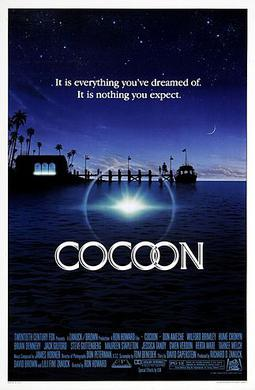 It is everything you've dreamed of.
It is nothing you expect.
COCOON
TWENTIETH CENTURY FOX Presents A ZANUCK / BROWN Production A RON HOWARD Film "COCOON" DON AMECHE WILFORD BRIMLEY HUME CRONYN
BRIAN DENNEHY JACK GILFORD STEVE GUTTENBERG MAUREEN STAPLETON JESSICA TANDY GWEN VERDON HERTA WARE TAHNEE WELCH
Music Composed by JAMES HORNER Director of Photography DON PETERMAN TOM BENEDEK Story by DAVID SAPERSTEIN Produced by RICHARD D. ZANUCK
DAVID BROWN and LILI FINI ZANUCK Directed by RON HOWARD